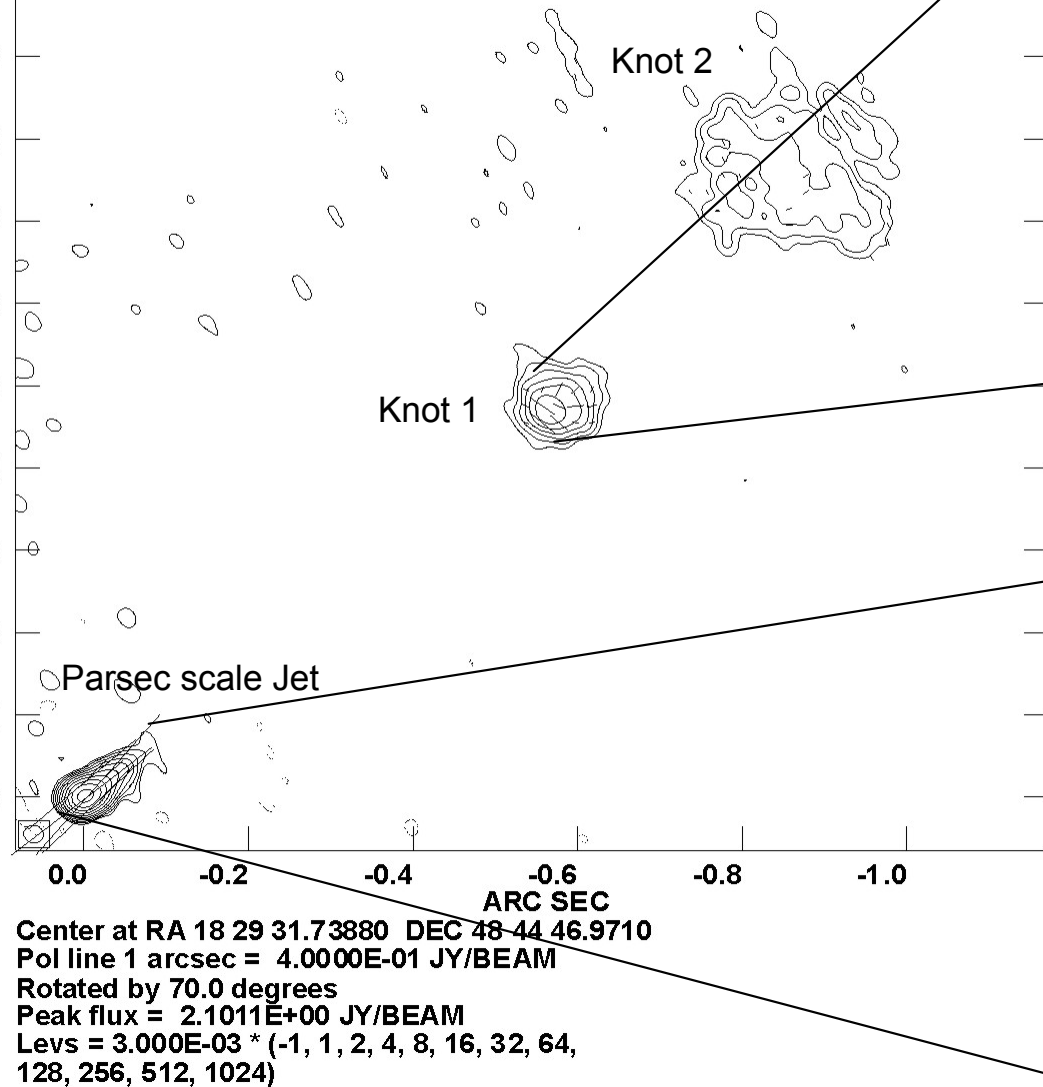 Knot 2
Knot 1
Parsec scale Jet
0.0 -0.2 -0.4 -0.6 -0.8 -1.0
ARC SEC
Center at RA 18 29 31.73880 DEC 48 44 46.9710
Pol line 1 arcsec = 4.0000E-01 JY/BEAM
Rotated by 70.0 degrees
Peak flux = 2.1011E+00 JY/BEAM
Levs = 3.000E-03 * (-1, 1, 2, 4, 8, 16, 32, 64,
128, 256, 512, 1024)